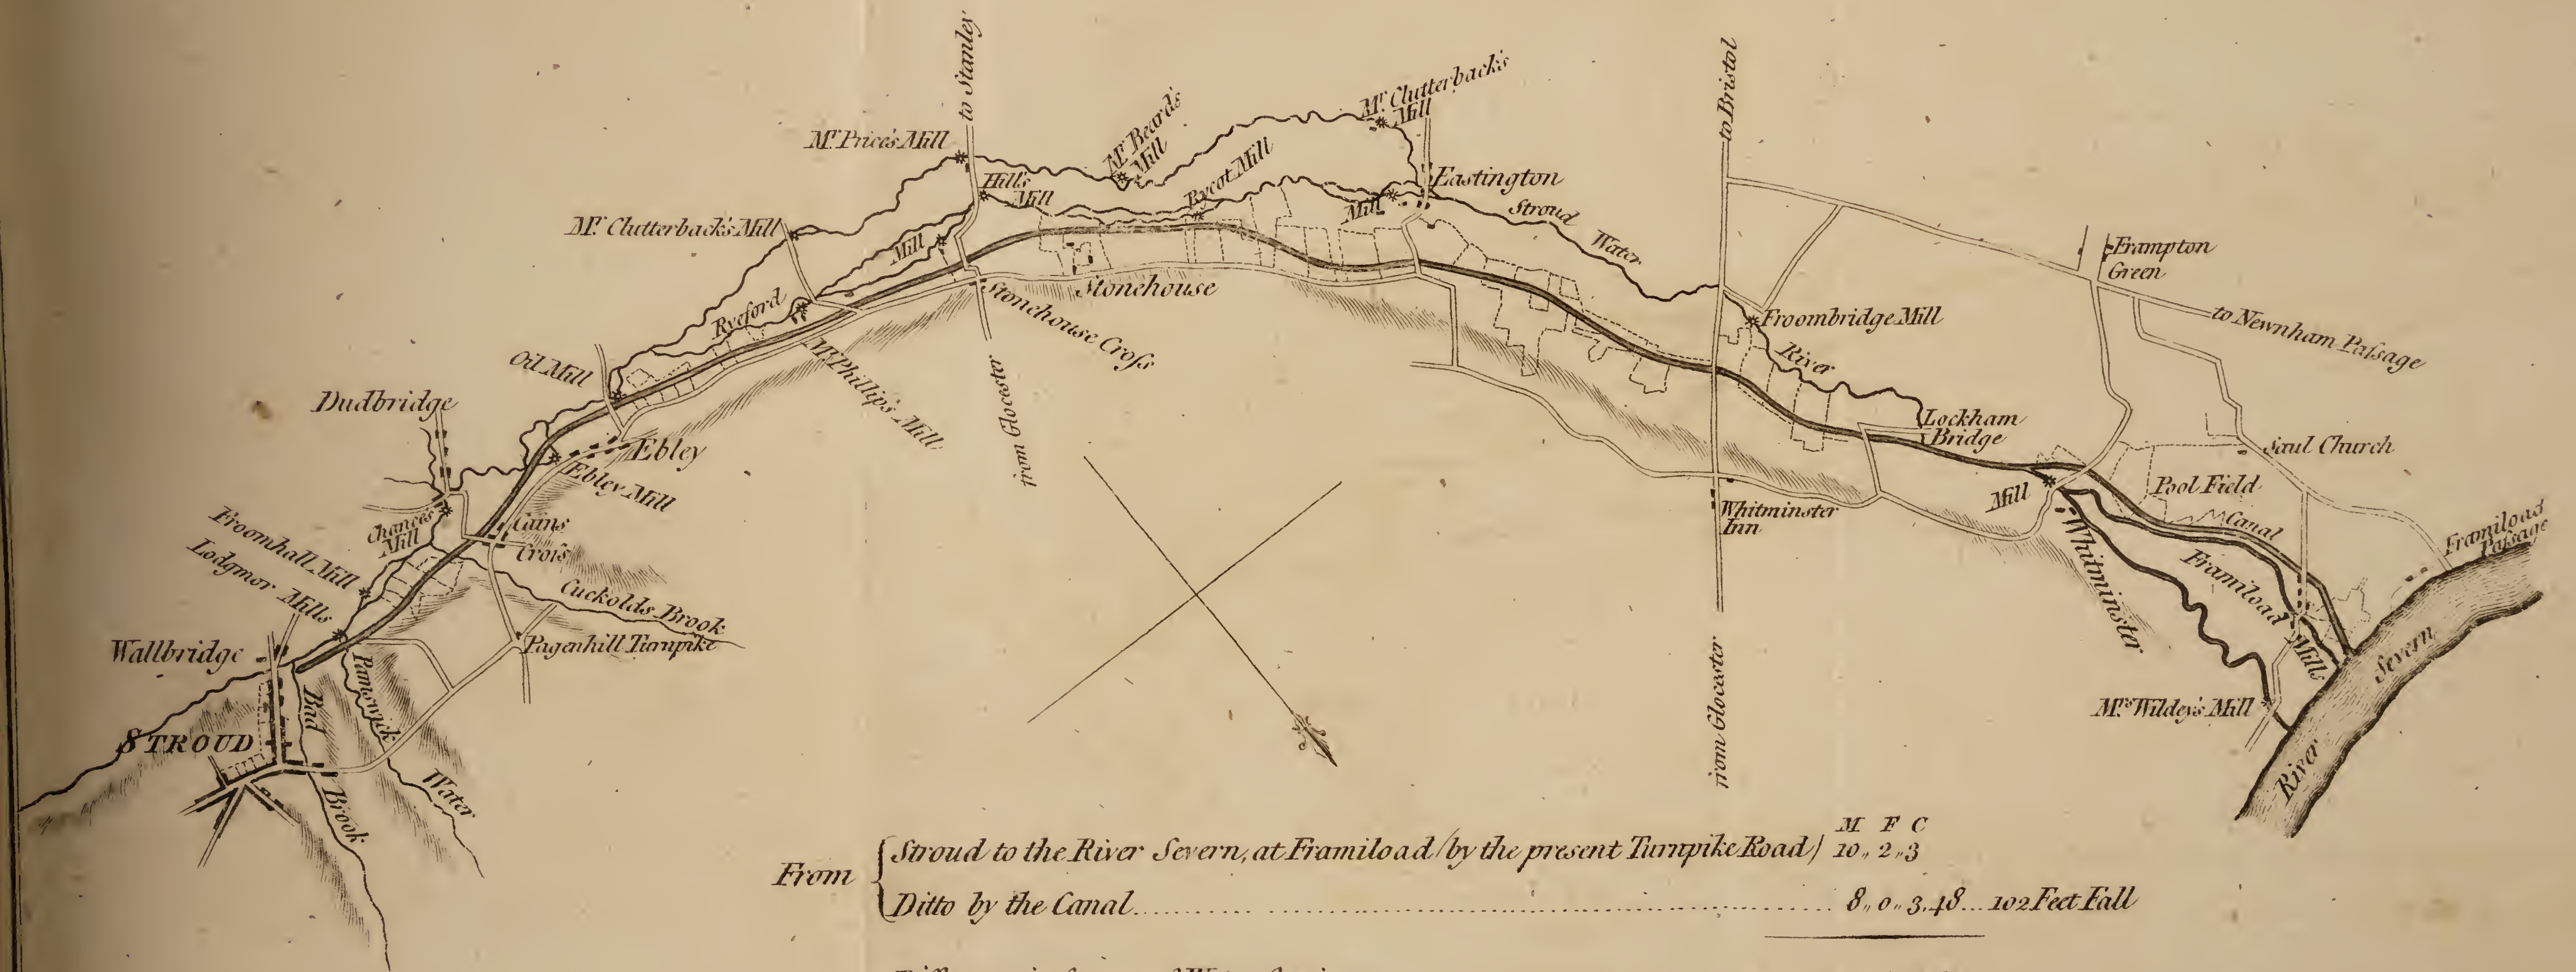 to Stanley
to Bristol
Mr. Clutterback's
Mill
Mr. Beard's
Mill
Mr. Price's Mill
Hill's
Mill
Bycot Mill
Mill
Eastington
Stroud
Water
Mr. Clutterback's Mill
Mill
Frampton
Green
to Newnham Passage
Ryeford
Stonehouse
Stonehouse Cross
Froombridge Mill
River
Oil Mill
Mr. Phillips's Mill
from Glocester
Dudbridge
Lockham
Bridge
Saul Church
Ebley
Ebley Mill
Mill
Pool Field
Canal
Chance's
Mill
Cains
Cross
Whitminster
Inn
Framiload
Passage
Froomhall Mill
Lodgmor Mills
Cuckolds Brook
Whitminster
Framiload
Mills
Wallbridge
Pagenhill Turnpike
Severn
River
from Glocester
Painswick
Water
Bad
Brook
Mrs. Wildey's Mill
STROUD
M F C
From
Stroud to the River Severn, at Framiload (by the present Turnpike Road) 10,, 2,, 3
Ditto by the Canal 8,, 0,, 3.48 ... 102 Feet Fall